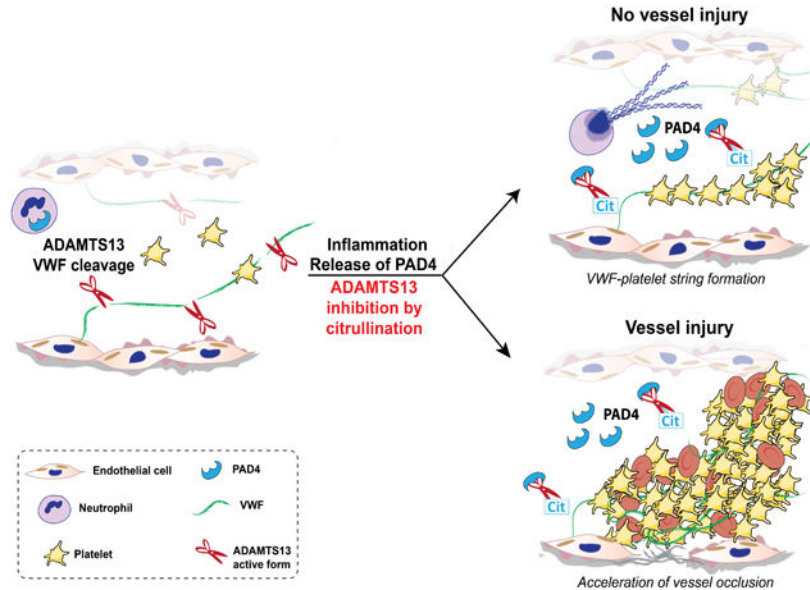 No vessel injury
PAD4
Cit
Cit
VWF-platelet string formation
ADAMTS13
VWF cleavage
Inflammation
Release of PAD4
ADAMTS13
inhibition by
citrullination
Vessel injury
PAD4
Cit
Cit
Acceleration of vessel occlusion
Endothelial cell
PAD4
Neutrophil
VWF
Platelet
ADAMTS13
active form